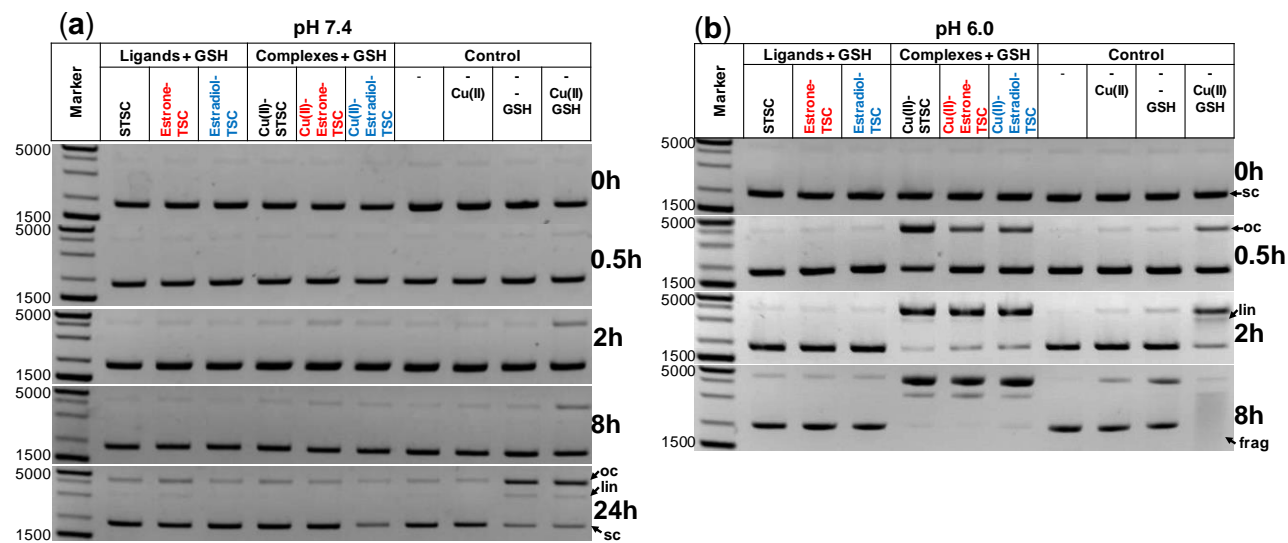 (a)
pH 7.4
Marker
Ligands + GSH
Complexes + GSH
Control
STSC
Estrone-
TSC
Estradiol-
TSC
Cu(II)-
STSC
Cu(II)-
Estrone-
TSC
Cu(II)-
Estradiol-
TSC
-
-
Cu(II)
-
-
GSH
-
Cu(II)
GSH
5000
1500
0h
5000
1500
0.5h
5000
1500
2h
5000
1500
8h
5000
1500
24h
oc
lin
sc
(b)
pH 6.0
Marker
Ligands + GSH
Complexes + GSH
Control
STSC
Estrone-
TSC
Estradiol-
TSC
Cu(II)-
STSC
Cu(II)-
Estrone-
TSC
Cu(II)-
Estradiol-
TSC
-
-
Cu(II)
-
-
GSH
-
Cu(II)
GSH
5000
1500
0h
sc
5000
1500
0.5h
oc
5000
1500
2h
lin
5000
1500
8h
frag